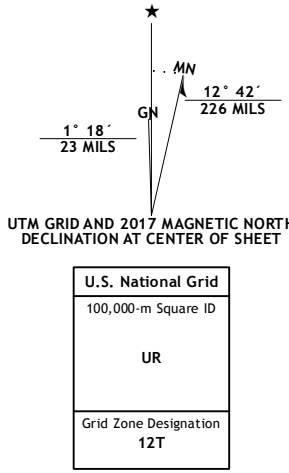 ★
MN
12° 42´
226 MILS
GN
1° 18´
23 MILS
UTM GRID AND 2017 MAGNETIC NORTH
DECLINATION AT CENTER OF SHEET
U.S. National Grid
100,000-m Square ID
UR
Grid Zone Designation
12T